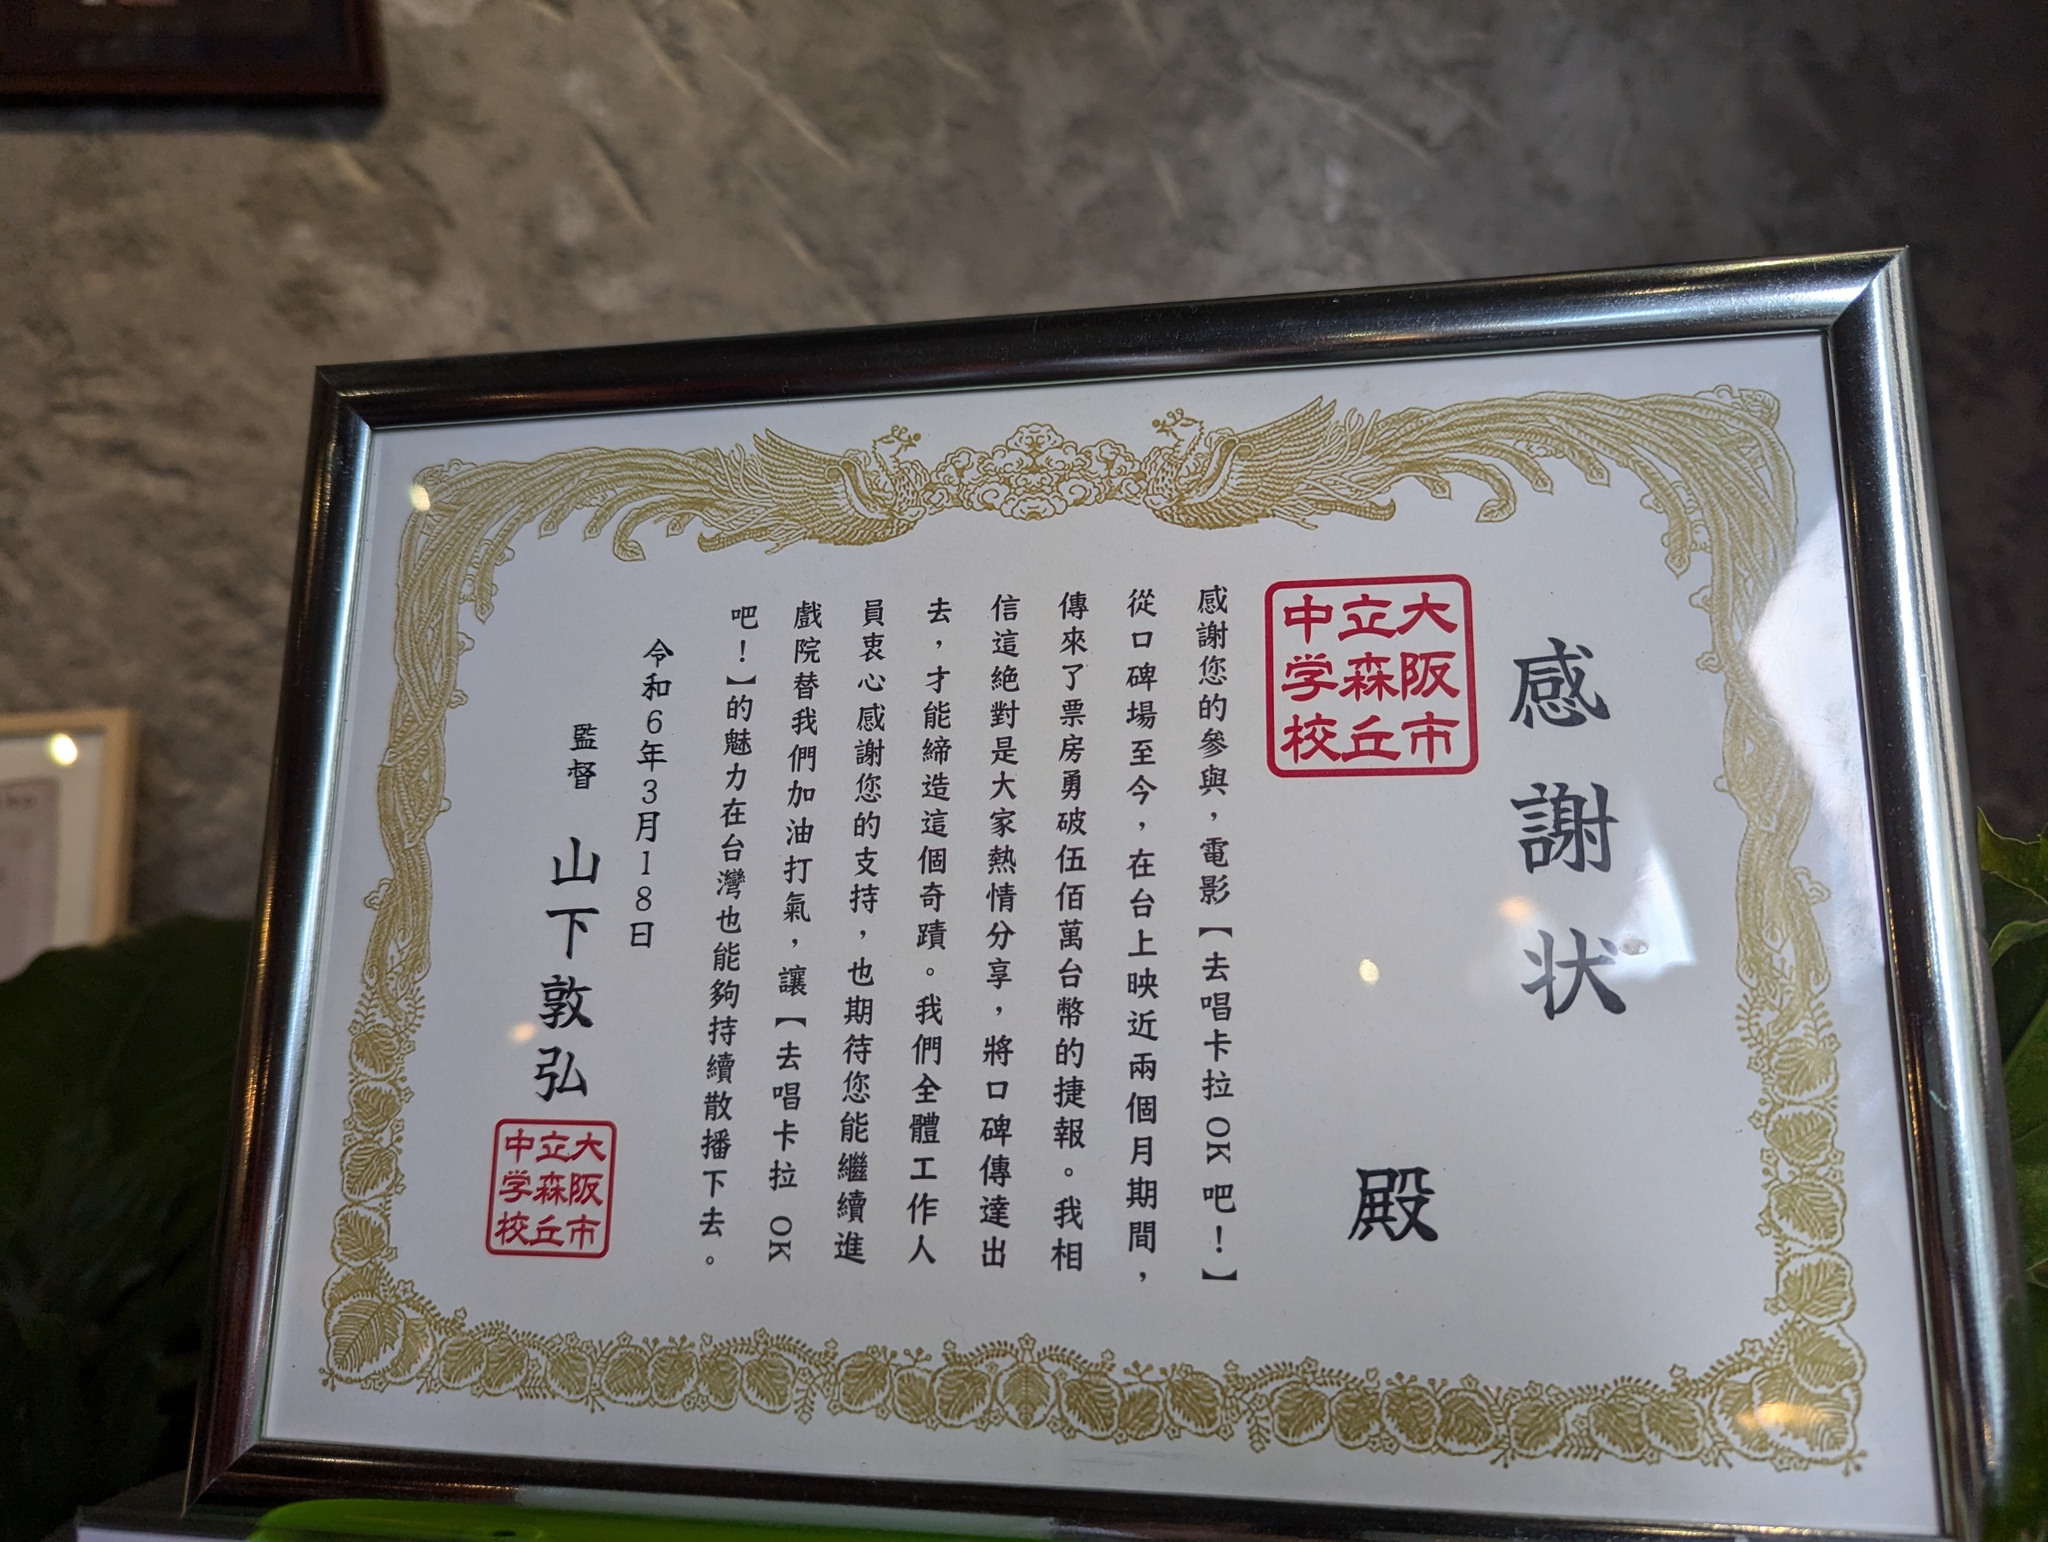 感謝状
大阪市
立森丘
中学校
殿
感謝您的參與，電影【去唱卡拉OK吧！】
從口碑場至今，在台上映近兩個月期間，
傳來了票房勇破伍佰萬台幣的捷報。我相
信這絕對是大家熱情分享，將口碑傳達出
去，才能締造這個奇蹟。我們全體工作人
員衷心感謝您的支持，也期待您能繼續進
戲院替我們加油打氣，讓【去唱卡拉OK
吧！】的魅力在台灣也能夠持續散播下去。
令和6年3月18日
監督 山下敦弘
大阪市
立森丘
中学校